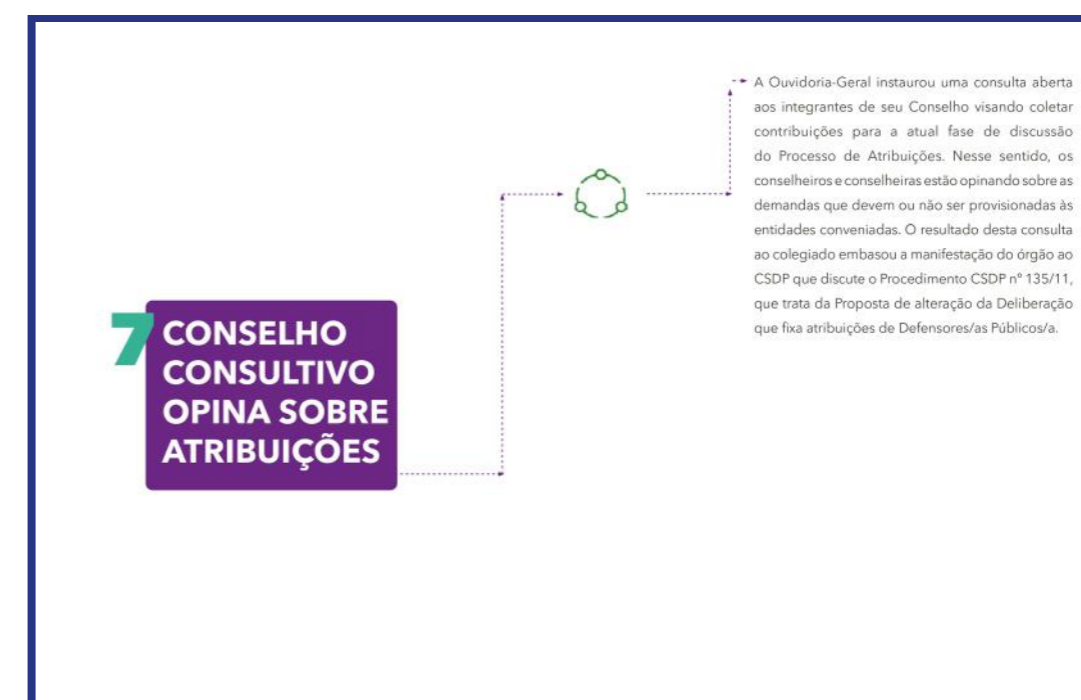 7 CONSELHO
CONSULTIVO
OPINA SOBRE
ATRIBUIÇÕES
A Ouvidoria-Geral instaurou uma consulta aberta
aos integrantes de seu Conselho visando coletar
contribuições para a atual fase de discussão
do Processo de Atribuições. Nesse sentido, os
conselheiros e conselheiras estão opinando sobre as
demandas que devem ou não ser provisionadas às
entidades conveniadas. O resultado desta consulta
ao colegiado embasou a manifestação do órgão ao
CSDP que discute o Procedimento CSDP nº 135/11,
que trata da Proposta de alteração da Deliberação
que fixa atribuições de Defensores/as Públicos/a.